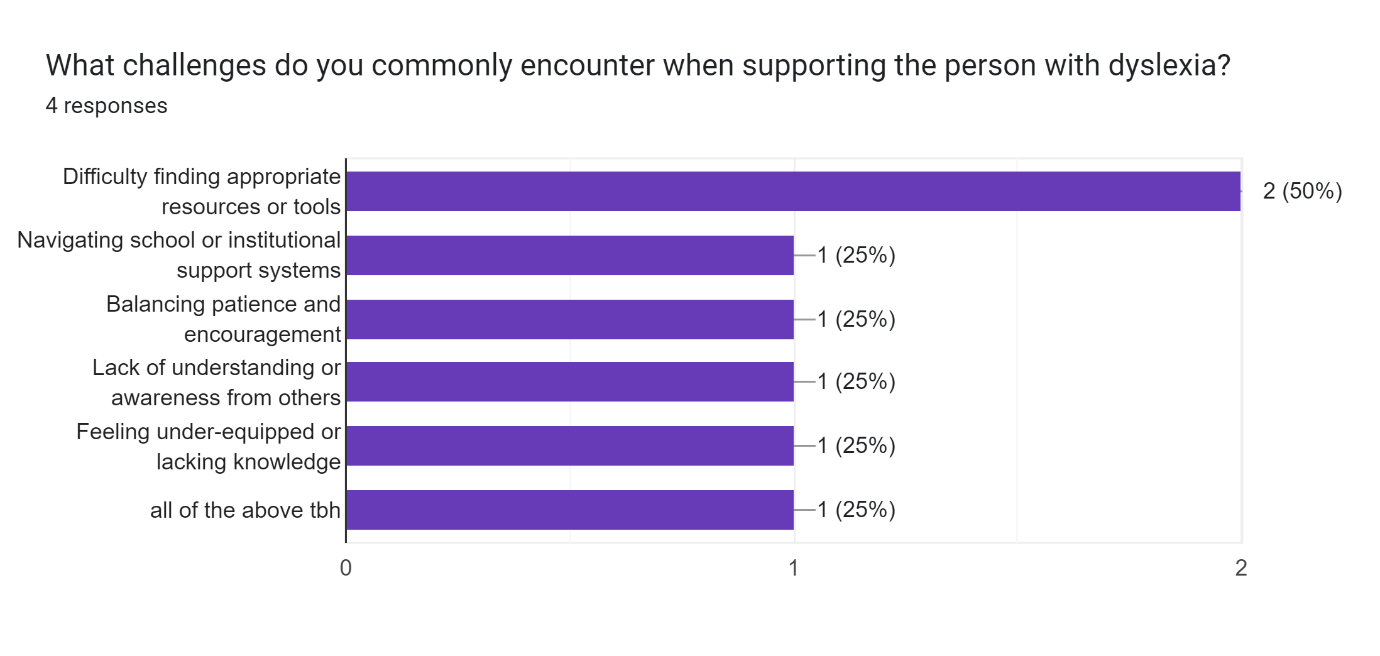 What challenges do you commonly encounter when supporting the person with dyslexia?
4 responses
Difficulty finding appropriate
resources or tools
2 (50%)
Navigating school or institutional
support systems
1 (25%)
Balancing patience and
encouragement
1 (25%)
Lack of understanding or
awareness from others
1 (25%)
Feeling under-equipped or
lacking knowledge
1 (25%)
all of the above tbh
1 (25%)
0
1
2